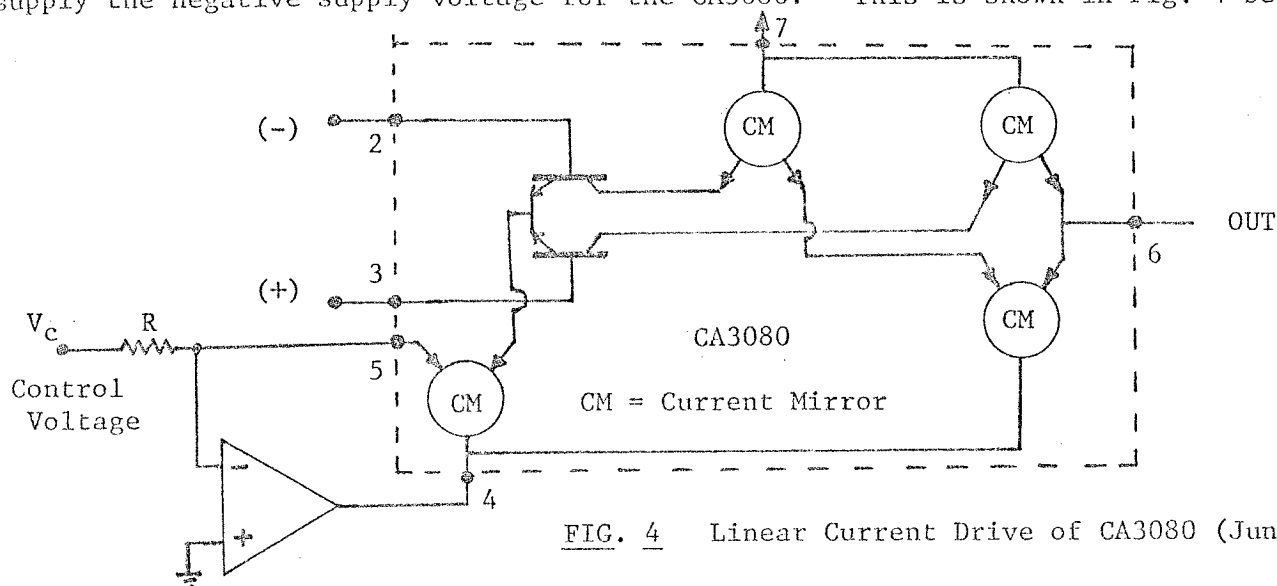 supply the negative supply voltage for the CA3080. This is shown in Fig. 4
7
(-)
2
CM
CM
OUT
6
3
(+)
Vc
R
5
CA3080
CM
Control
Voltage
CM
CM = Current Mirror
-
+
4
FIG. 4 Linear Current Drive of CA3080 (Jun